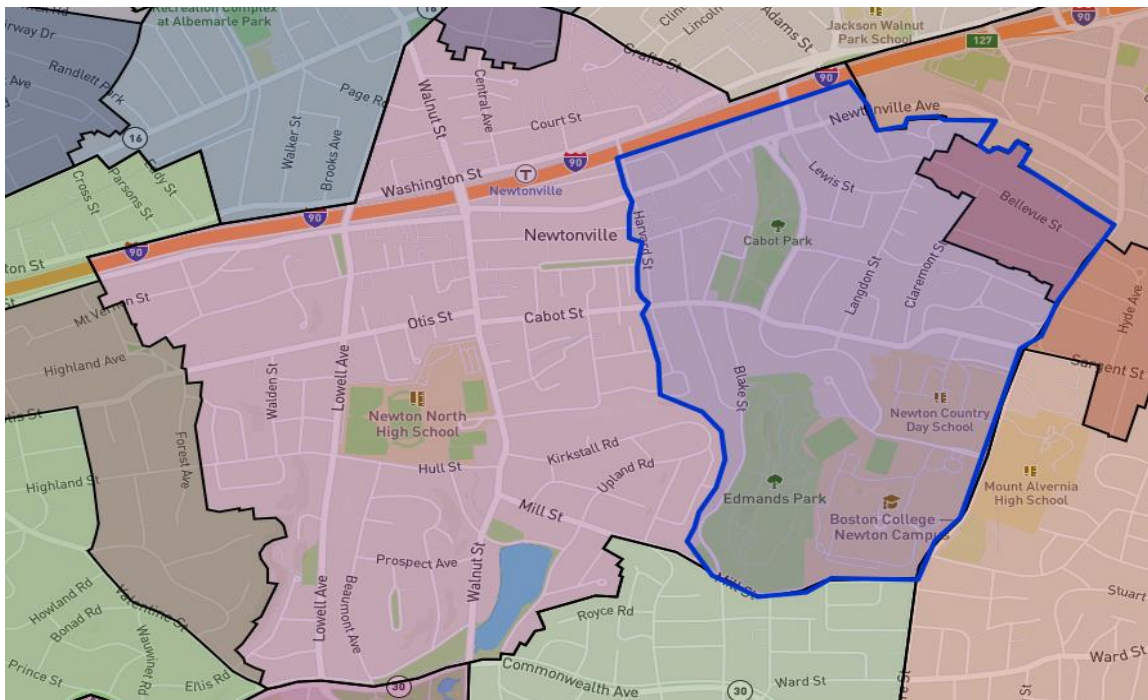 Recreation Complex
at Albemarle Park
16
Jackson Walnut
Park School
Adams St
Lincoln
Crafts St
90
127
Randlett Park
Page Rd
Walnut St
Central Ave
Court St
Newtonville Ave
16
Walker St
Brooks Ave
Eddy St
Parsons St
Cross St
Washington St
T
Newtonville
90
90
Lewis St
Bellevue St
90
90
Newtonville
Harvard St
Cabot Park
Langdon St
Claremont St
Hyde Ave
Mt Vernon St
Otis St
Cabot St
Highland Ave
Walden St
Lowell Ave
Sargent St
Blake St
Newton North
High School
Newton Country
Day School
Forest Ave
Kirkstall Rd
Hull St
Upland Rd
Highland St
Mount Alvernia
High School
Edmands Park
Boston College —
Newton Campus
Mill St
Prospect Ave
Walnut St
Lowell Ave
Beaumont Ave
Mill St
Howland Rd
Bonad Rd
Valentine St
Wauwinet Rd
Royce Rd
Stuart
Prince St
Ellis Rd
30
Commonwealth Ave
30
Ward St
Ward St